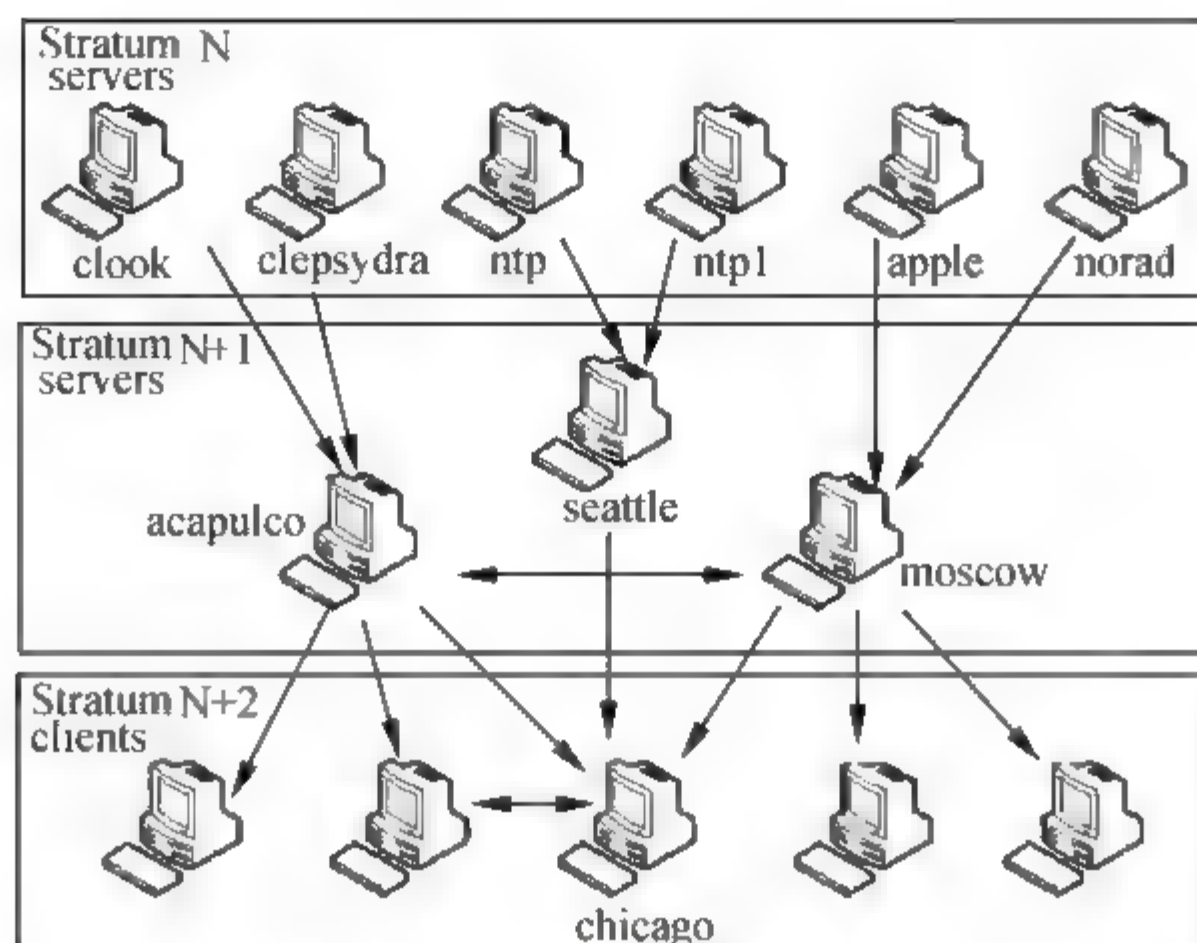 Stratum N
servers
clook
clepsydra
ntp
ntp1
apple
norad
Stratum N+1
servers
seattle
acapulco
moscow
Stratum N+2
clients
chicago